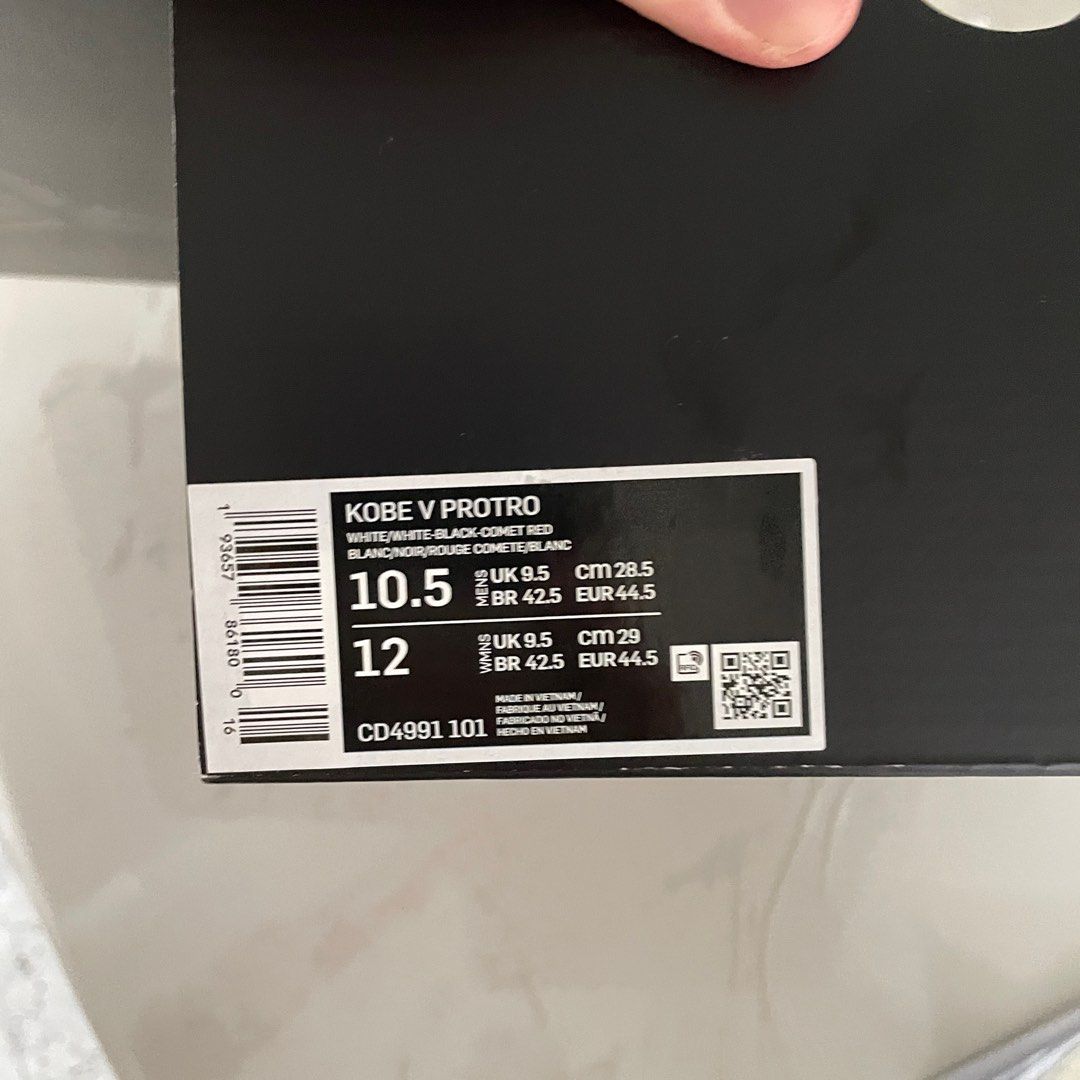 KOBE V PROTRO
WHITE/WHITE-BLACK-COMET RED
BLANC/NOIR/ROUGE COMETE/BLANC
10.5 MENS UK 9.5 cm 28.5
BR 42.5 EUR 44.5
12 WMNS UK 9.5 cm 29
BR 42.5 EUR 44.5
RFID
CD4991 101
MADE IN VIETNAM /
FABRIQUE AU VIETNAM /
FABRICADO NO VIETNÃ /
HECHO EN VIETNAM
1 93657 86180 0 16